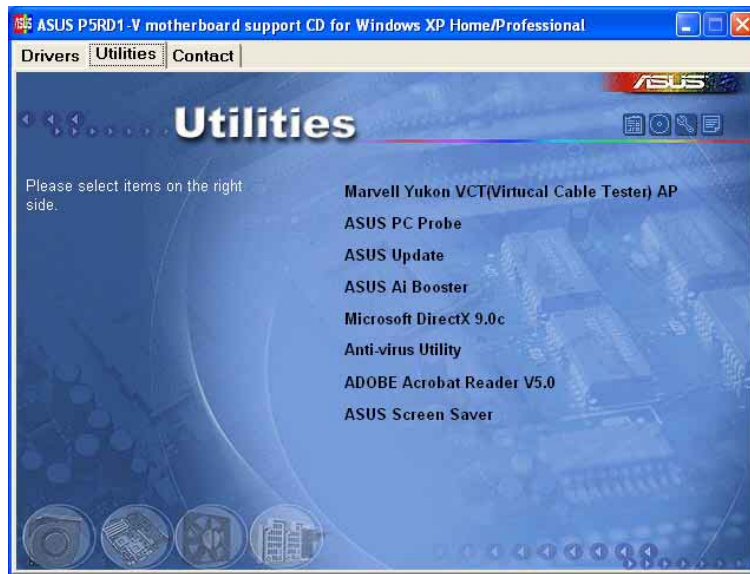 ASUS P5RD1-V motherboard support CD for Windows XP Home/Professional
Drivers Utilities Contact
ASUS
Utilities
Please select items on the right
side.
Marvell Yukon VCT(Virtucal Cable Tester) AP
ASUS PC Probe
ASUS Update
ASUS Ai Booster
Microsoft DirectX 9.0c
Anti-virus Utility
ADOBE Acrobat Reader V5.0
ASUS Screen Saver